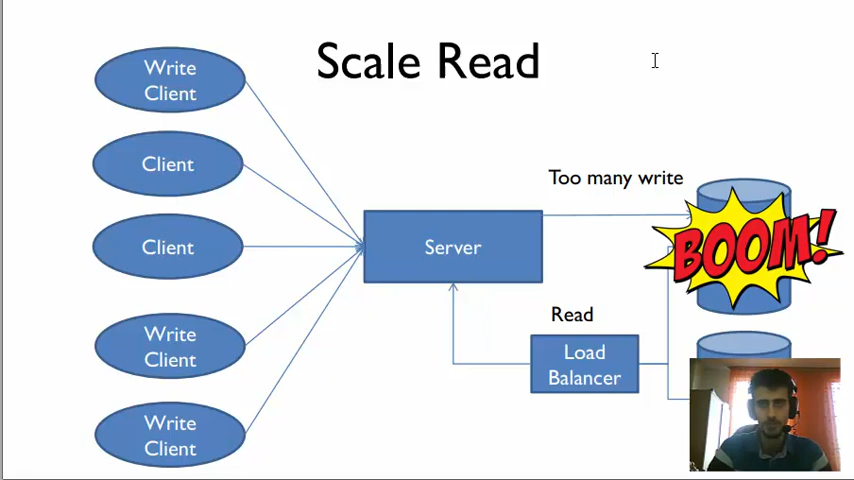 Scale Read
Write
Client
Client
Client
Write
Client
Write
Client
Server
Too many write
BOOM!
Read
Load
Balancer